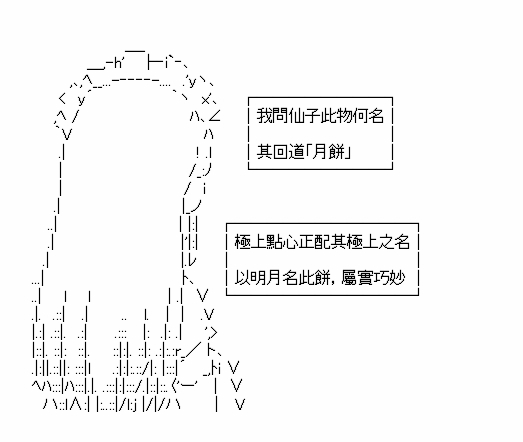 我問仙子此物何名
其回道「月餅」
極上點心正配其極上之名
以明月名此餅，屬實巧妙